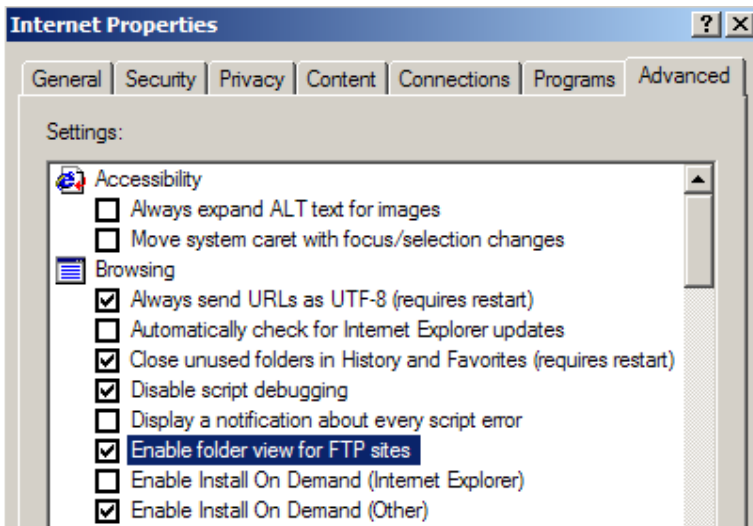 Internet Properties
General Security Privacy Content Connections Programs Advanced
Settings:
Accessibility
Always expand ALT text for images
Move system caret with focus/selection changes
Browsing
Always send URLs as UTF-8 (requires restart)
Automatically check for Internet Explorer updates
Close unused folders in History and Favorites (requires restart)
Disable script debugging
Display a notification about every script error
Enable folder view for FTP sites
Enable Install On Demand (Internet Explorer)
Enable Install On Demand (Other)